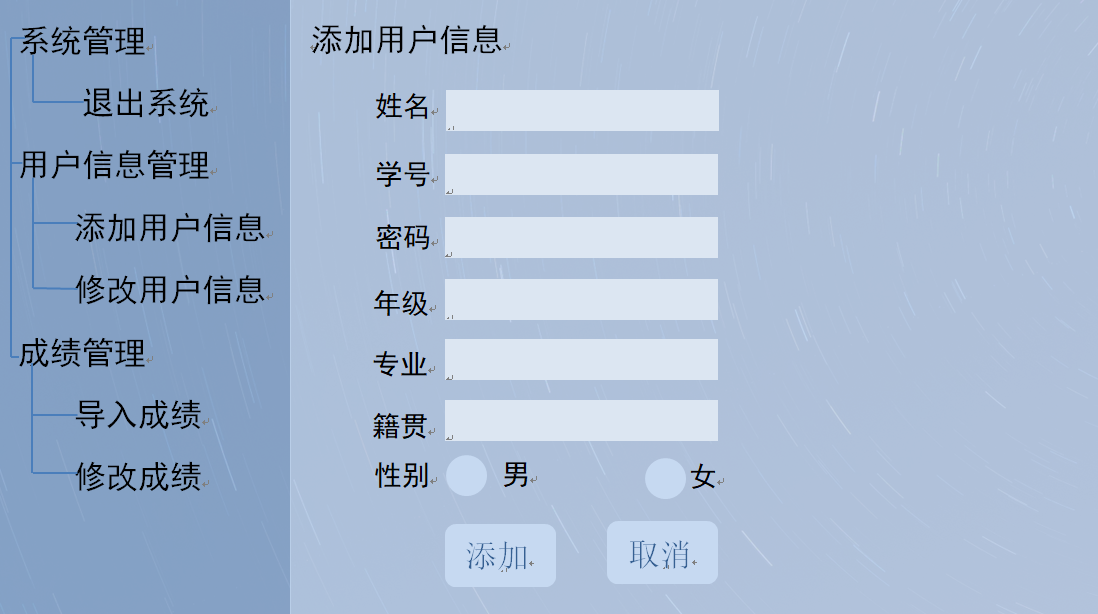 系统管理
退出系统
用户信息管理
添加用户信息
修改用户信息
成绩管理
导入成绩
修改成绩
添加用户信息
姓名
学号
密码
年级
专业
籍贯
性别 男 女
添加 取消